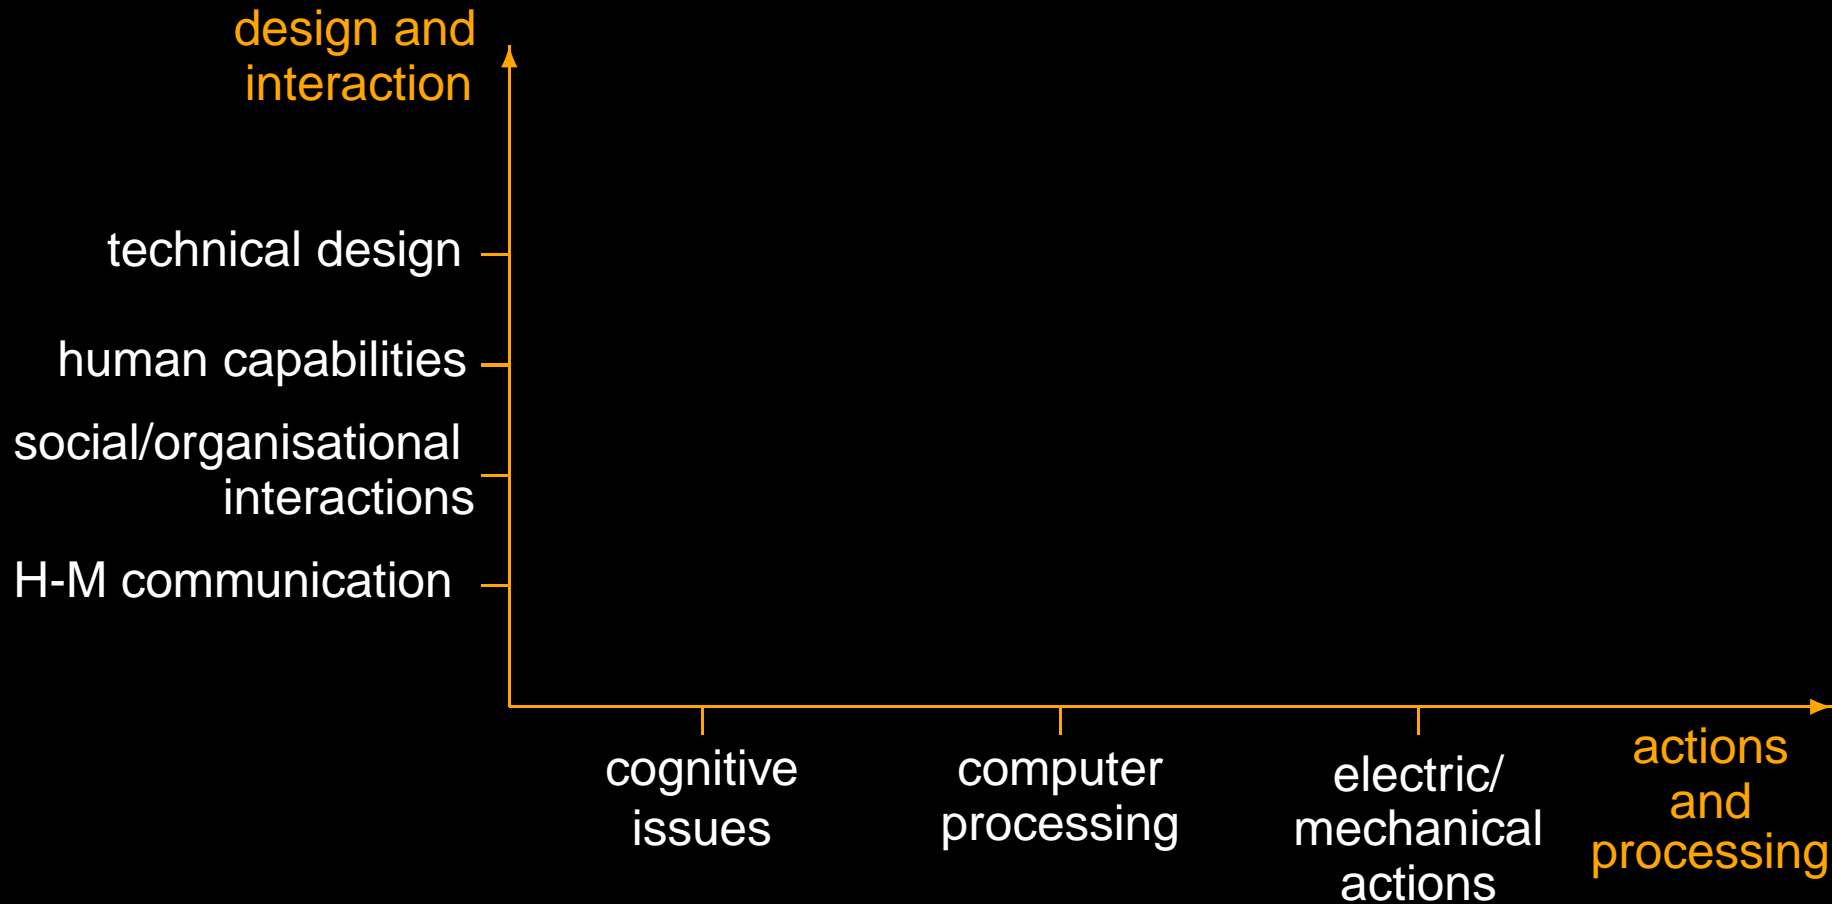 design and
interaction
technical design
human capabilities
social/organisational
interactions
H-M communication
cognitive
issues
computer
processing
electric/
mechanical
actions
actions
and
processing